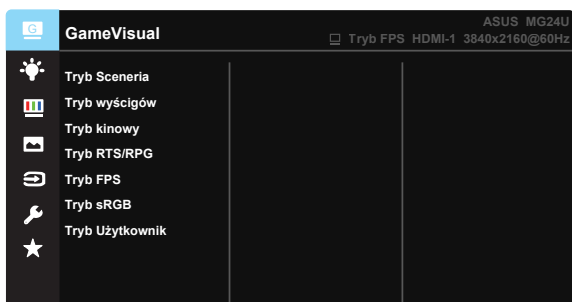 G
GameVisual
ASUS MG24U
Tryb FPS HDMI-1 3840x2160@60Hz
Tryb Sceneria
Tryb wyścigów
Tryb kinowy
Tryb RTS/RPG
Tryb FPS
Tryb sRGB
Tryb Użytkownik